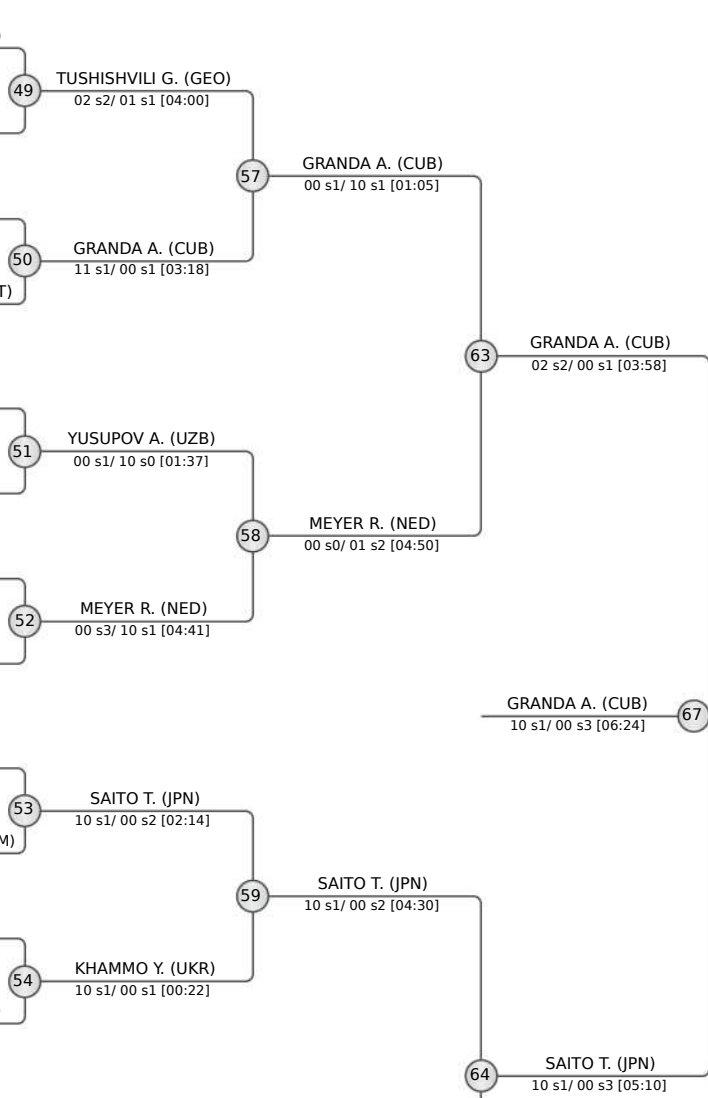 49
TUSHISHVILI G. (GEO)
02 s2/ 01 s1 [04:00]
57
GRANDA A. (CUB)
00 s1/ 10 s1 [01:05]
50
GRANDA A. (CUB)
11 s1/ 00 s1 [03:18]
T)
63
GRANDA A. (CUB)
02 s2/ 00 s1 [03:58]
51
YUSUPOV A. (UZB)
00 s1/ 10 s0 [01:37]
58
MEYER R. (NED)
00 s0/ 01 s2 [04:50]
52
MEYER R. (NED)
00 s3/ 10 s1 [04:41]
GRANDA A. (CUB)
10 s1/ 00 s3 [06:24]
67
53
SAITO T. (JPN)
10 s1/ 00 s2 [02:14]
M)
59
SAITO T. (JPN)
10 s1/ 00 s2 [04:30]
54
KHAMMO Y. (UKR)
10 s1/ 00 s1 [00:22]
64
SAITO T. (JPN)
10 s1/ 00 s3 [05:10]